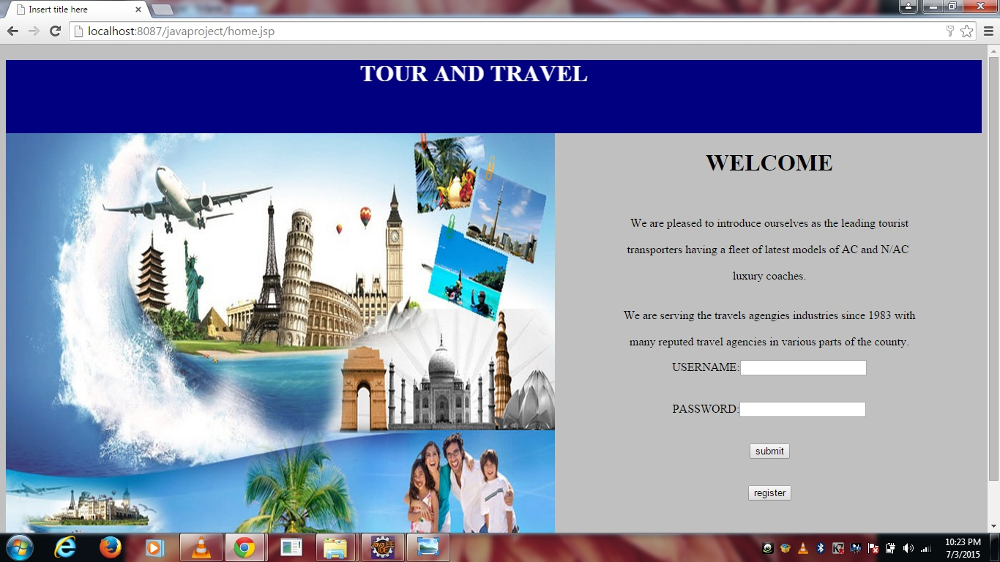 Insert title here
localhost:8087/javaproject/home.jsp
TOUR AND TRAVEL
WELCOME
We are pleased to introduce ourselves as the leading tourist
transporters having a fleet of latest models of AC and N/AC
luxury coaches.
We are serving the travels agengies industries since 1983 with
many reputed travel agencies in various parts of the county.
USERNAME:
PASSWORD:
submit
register
Java EE
IDE
10:23 PM
7/3/2015